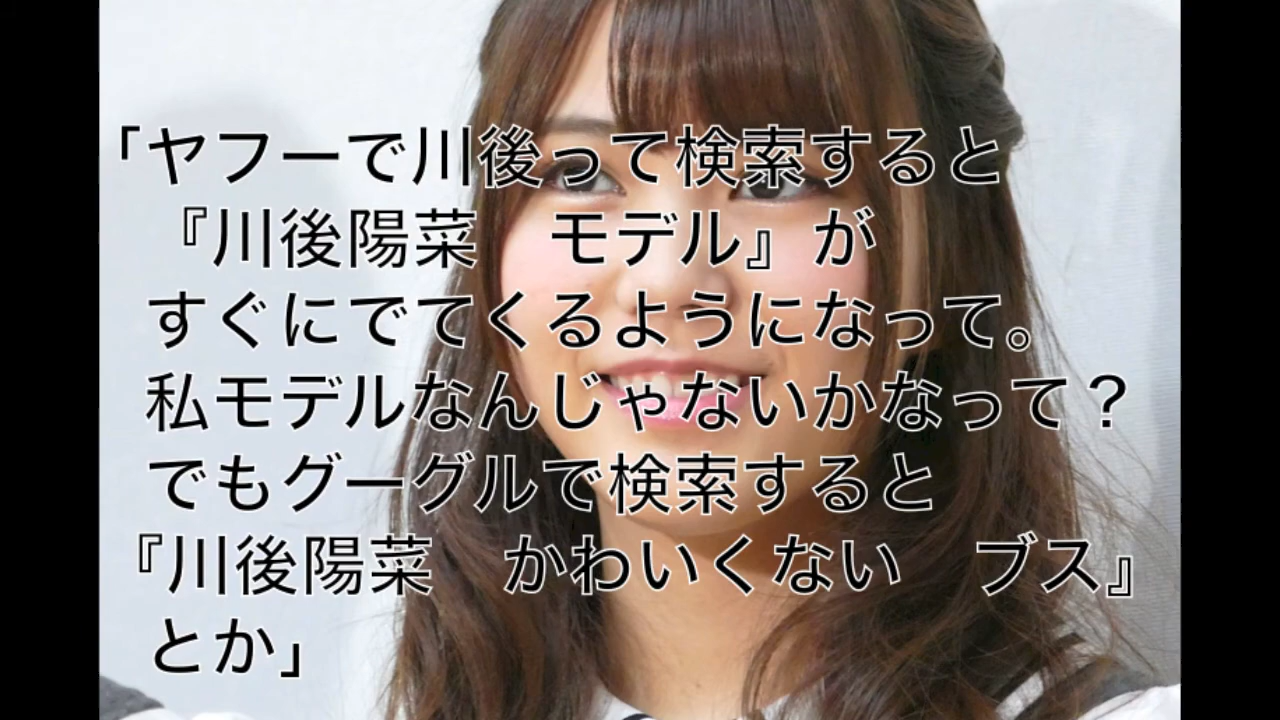 「ヤフーで川後って検索すると
『川後陽菜　モデル』が
すぐにでてくるようになって。
私モデルなんじゃないかなって？
でもグーグルで検索すると
『川後陽菜　かわいくない　ブス』
とか」